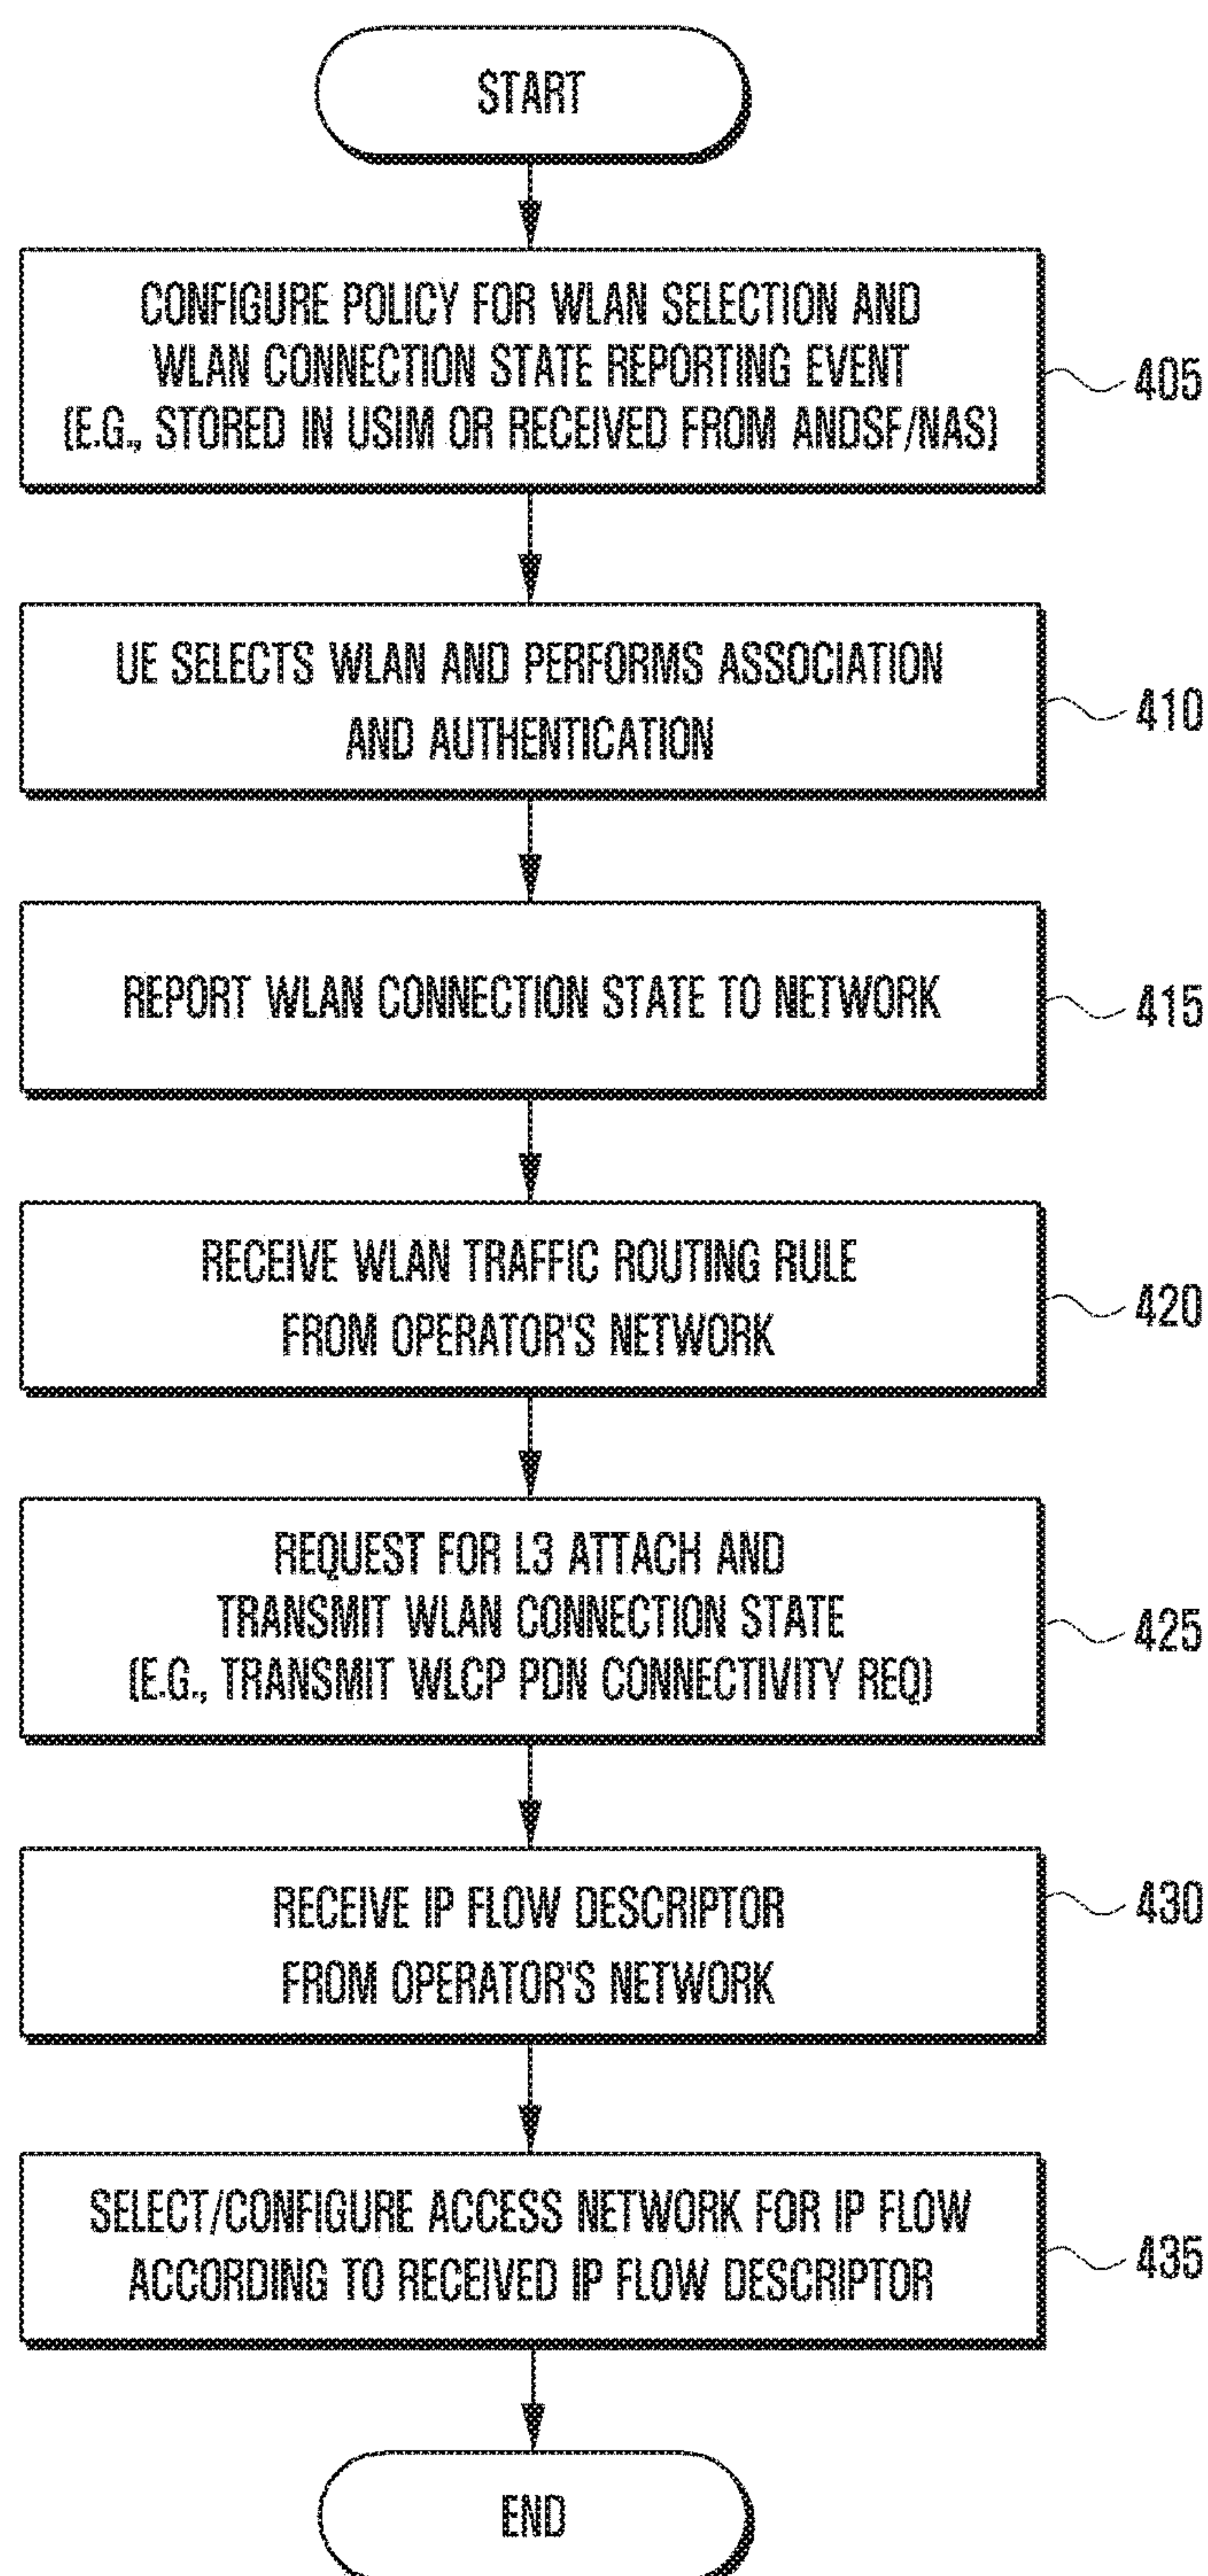 START
CONFIGURE POLICY FOR WLAN SELECTION AND
WLAN CONNECTION STATE REPORTING EVENT
(E.G., STORED IN USIM OR RECEIVED FROM ANDSF/NAS)
405
UE SELECTS WLAN AND PERFORMS ASSOCIATION
AND AUTHENTICATION
410
REPORT WLAN CONNECTION STATE TO NETWORK
415
RECEIVE WLAN TRAFFIC ROUTING RULE
FROM OPERATOR'S NETWORK
420
REQUEST FOR L3 ATTACH AND
TRANSMIT WLAN CONNECTION STATE
(E.G., TRANSMIT WLCP PDN CONNECTIVITY REQ)
425
RECEIVE IP FLOW DESCRIPTOR
FROM OPERATOR'S NETWORK
430
SELECT/CONFIGURE ACCESS NETWORK FOR IP FLOW
ACCORDING TO RECEIVED IP FLOW DESCRIPTOR
435
END